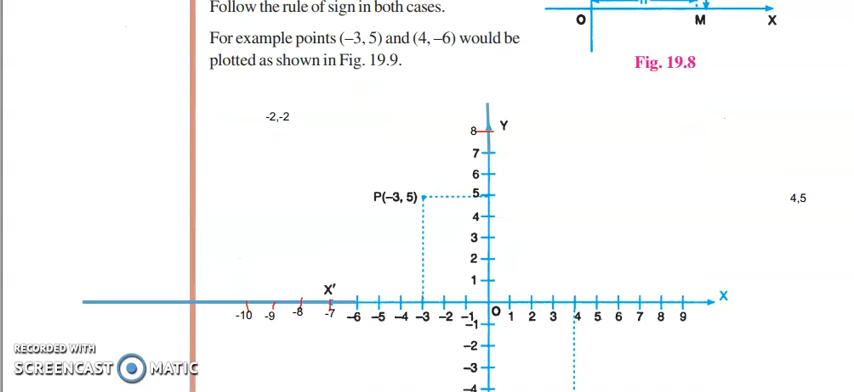 Follow the rule of sign in both cases.
For example points (–3, 5) and (4, –6) would be
plotted as shown in Fig. 19.9.
O M X
Fig. 19.8
-2,-2
Y
8
7
6
P(–3, 5) 5
4,5
4
3
2
1
X′ X
-10 -9 -8 -7 –6 –5 –4 –3 –2 –1 O 1 2 3 4 5 6 7 8 9
–1
–2
–3
–4
RECORDED WITH
SCREENCAST MATIC